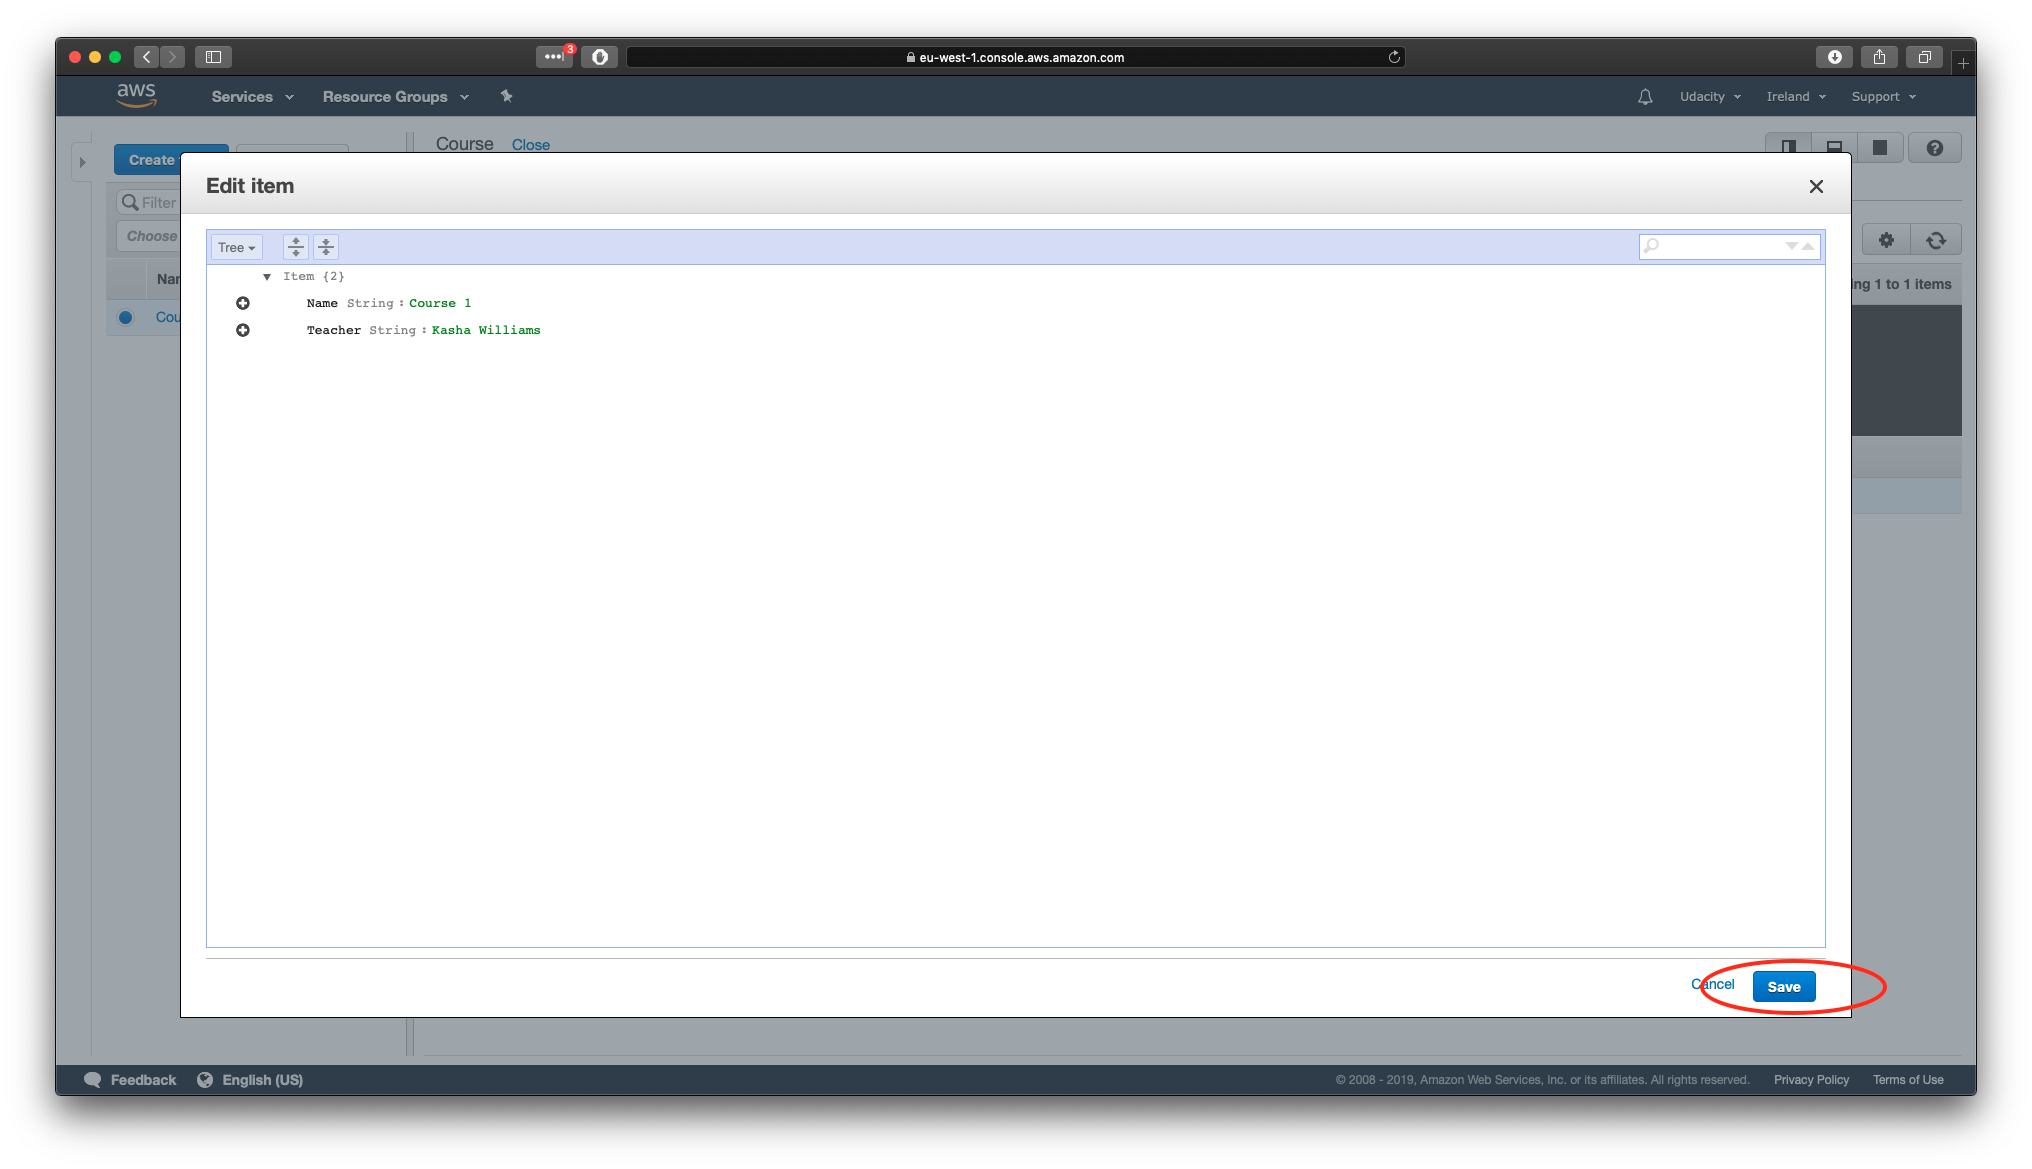 3
eu-west-1.console.aws.amazon.com
aws Services Resource Groups Udacity Ireland Support
Course Close
Create
Edit item
Filter
Choose
Tree
Item {2}
Name String : Course 1
Teacher String : Kasha Williams
1 to 1 items
Cancel Save
Feedback English (US) © 2008 - 2019, Amazon Web Services, Inc. or its affiliates. All rights reserved. Privacy Policy Terms of Use